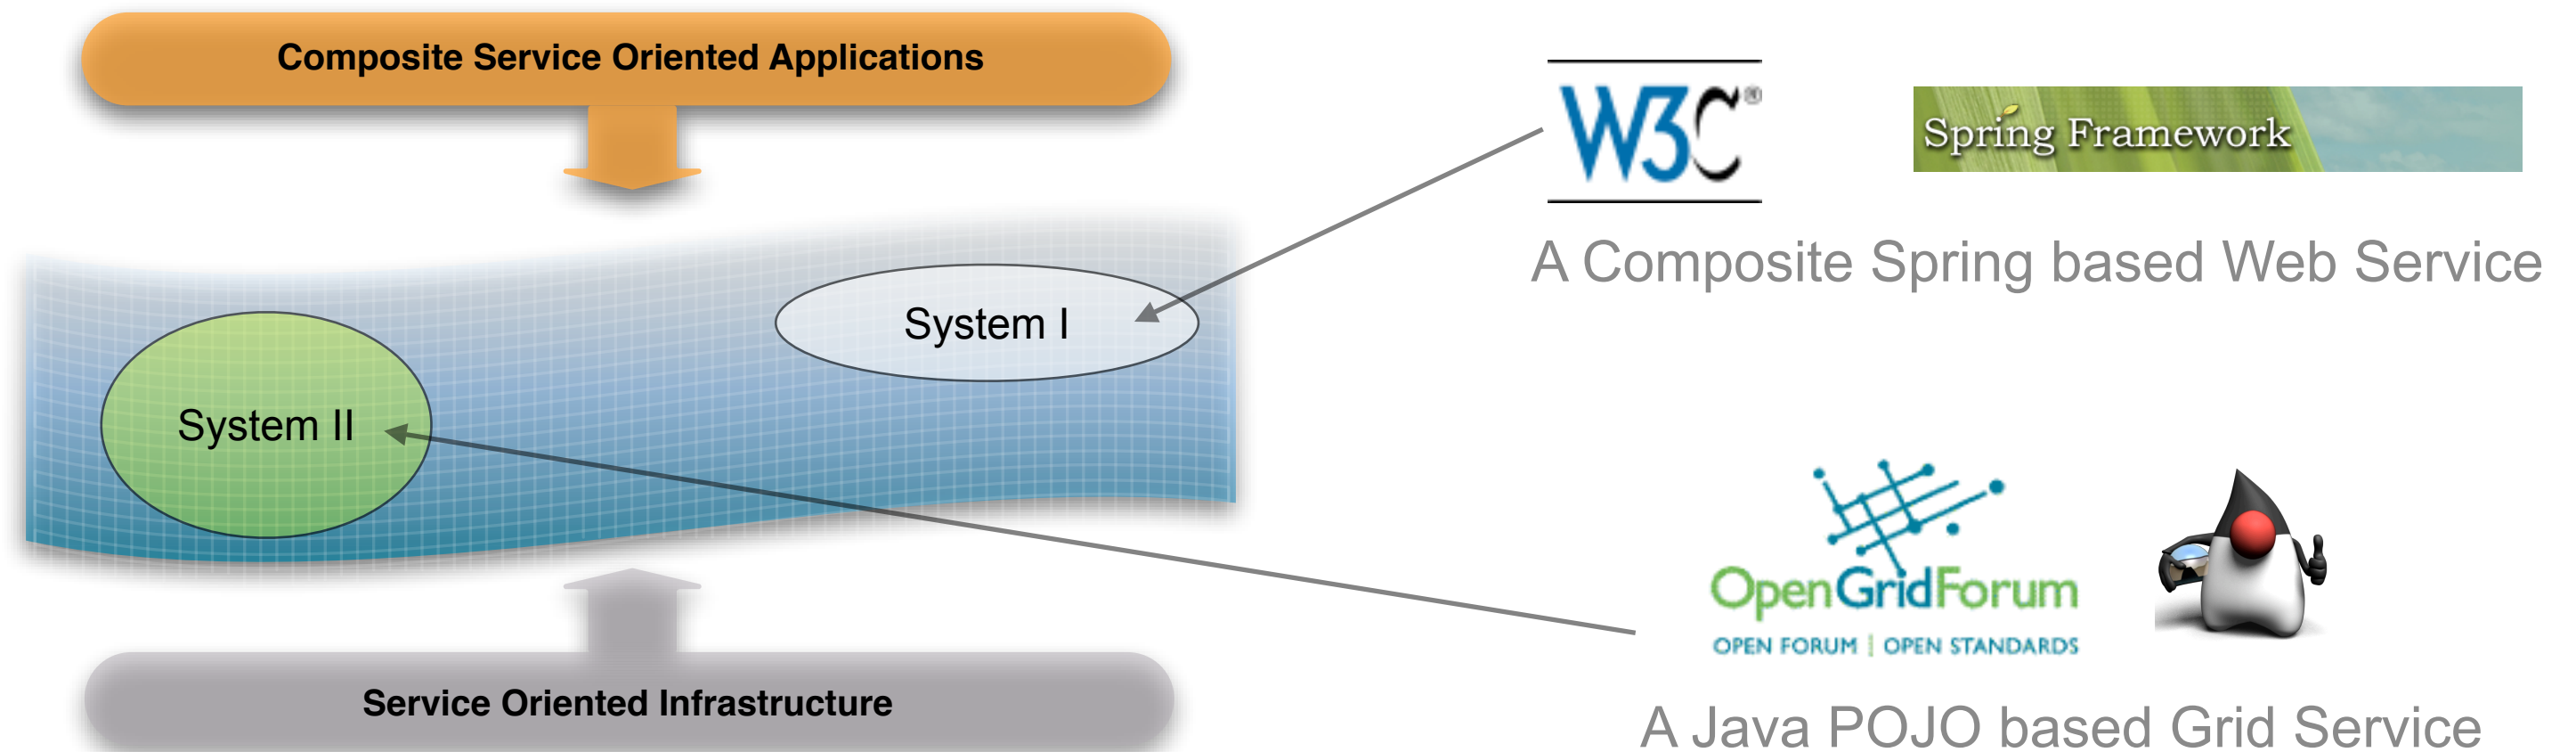 Composite Service Oriented Applications
W3C®
Spring Framework
A Composite Spring based Web Service
System I
System II
OpenGridForum
OPEN FORUM | OPEN STANDARDS
Service Oriented Infrastructure
A Java POJO based Grid Service